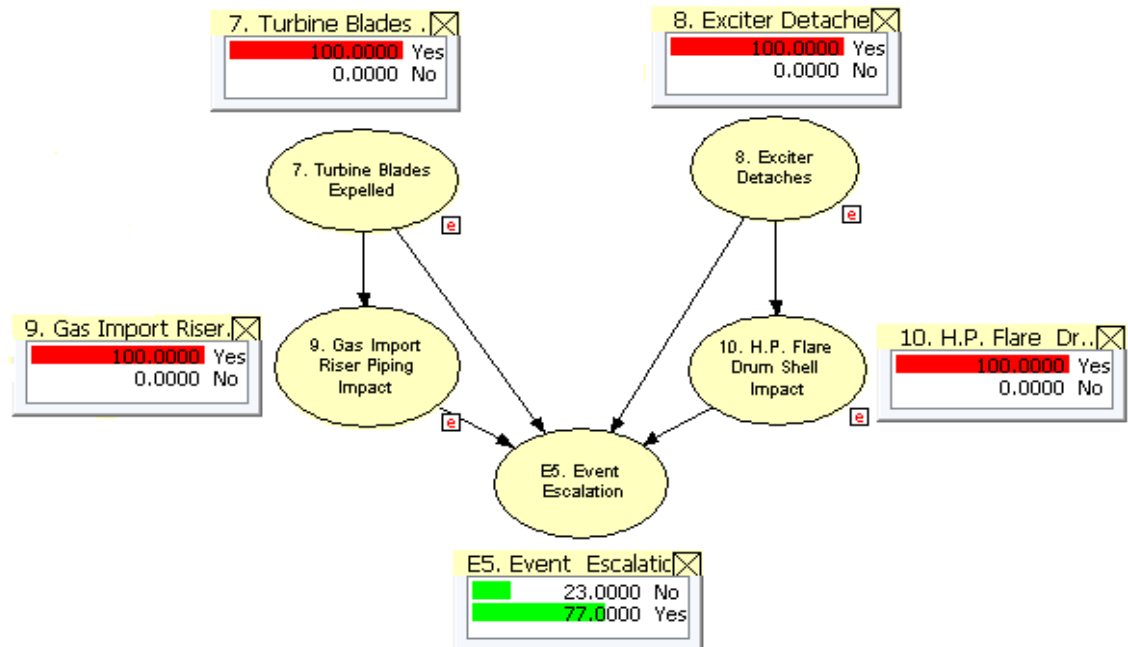 7. Turbine Blades .
100.0000 Yes
0.0000 No
8. Exciter Detache
100.0000 Yes
0.0000 No
7. Turbine Blades
Expelled
e
8. Exciter
Detaches
e
9. Gas Import Riser.
100.0000 Yes
0.0000 No
9. Gas Import
Riser Piping
Impact
e
10. H.P. Flare
Drum Shell
Impact
e
10. H.P. Flare Dr..
100.0000 Yes
0.0000 No
E5. Event
Escalation
E5. Event Escalatic
23.0000 No
77.0000 Yes